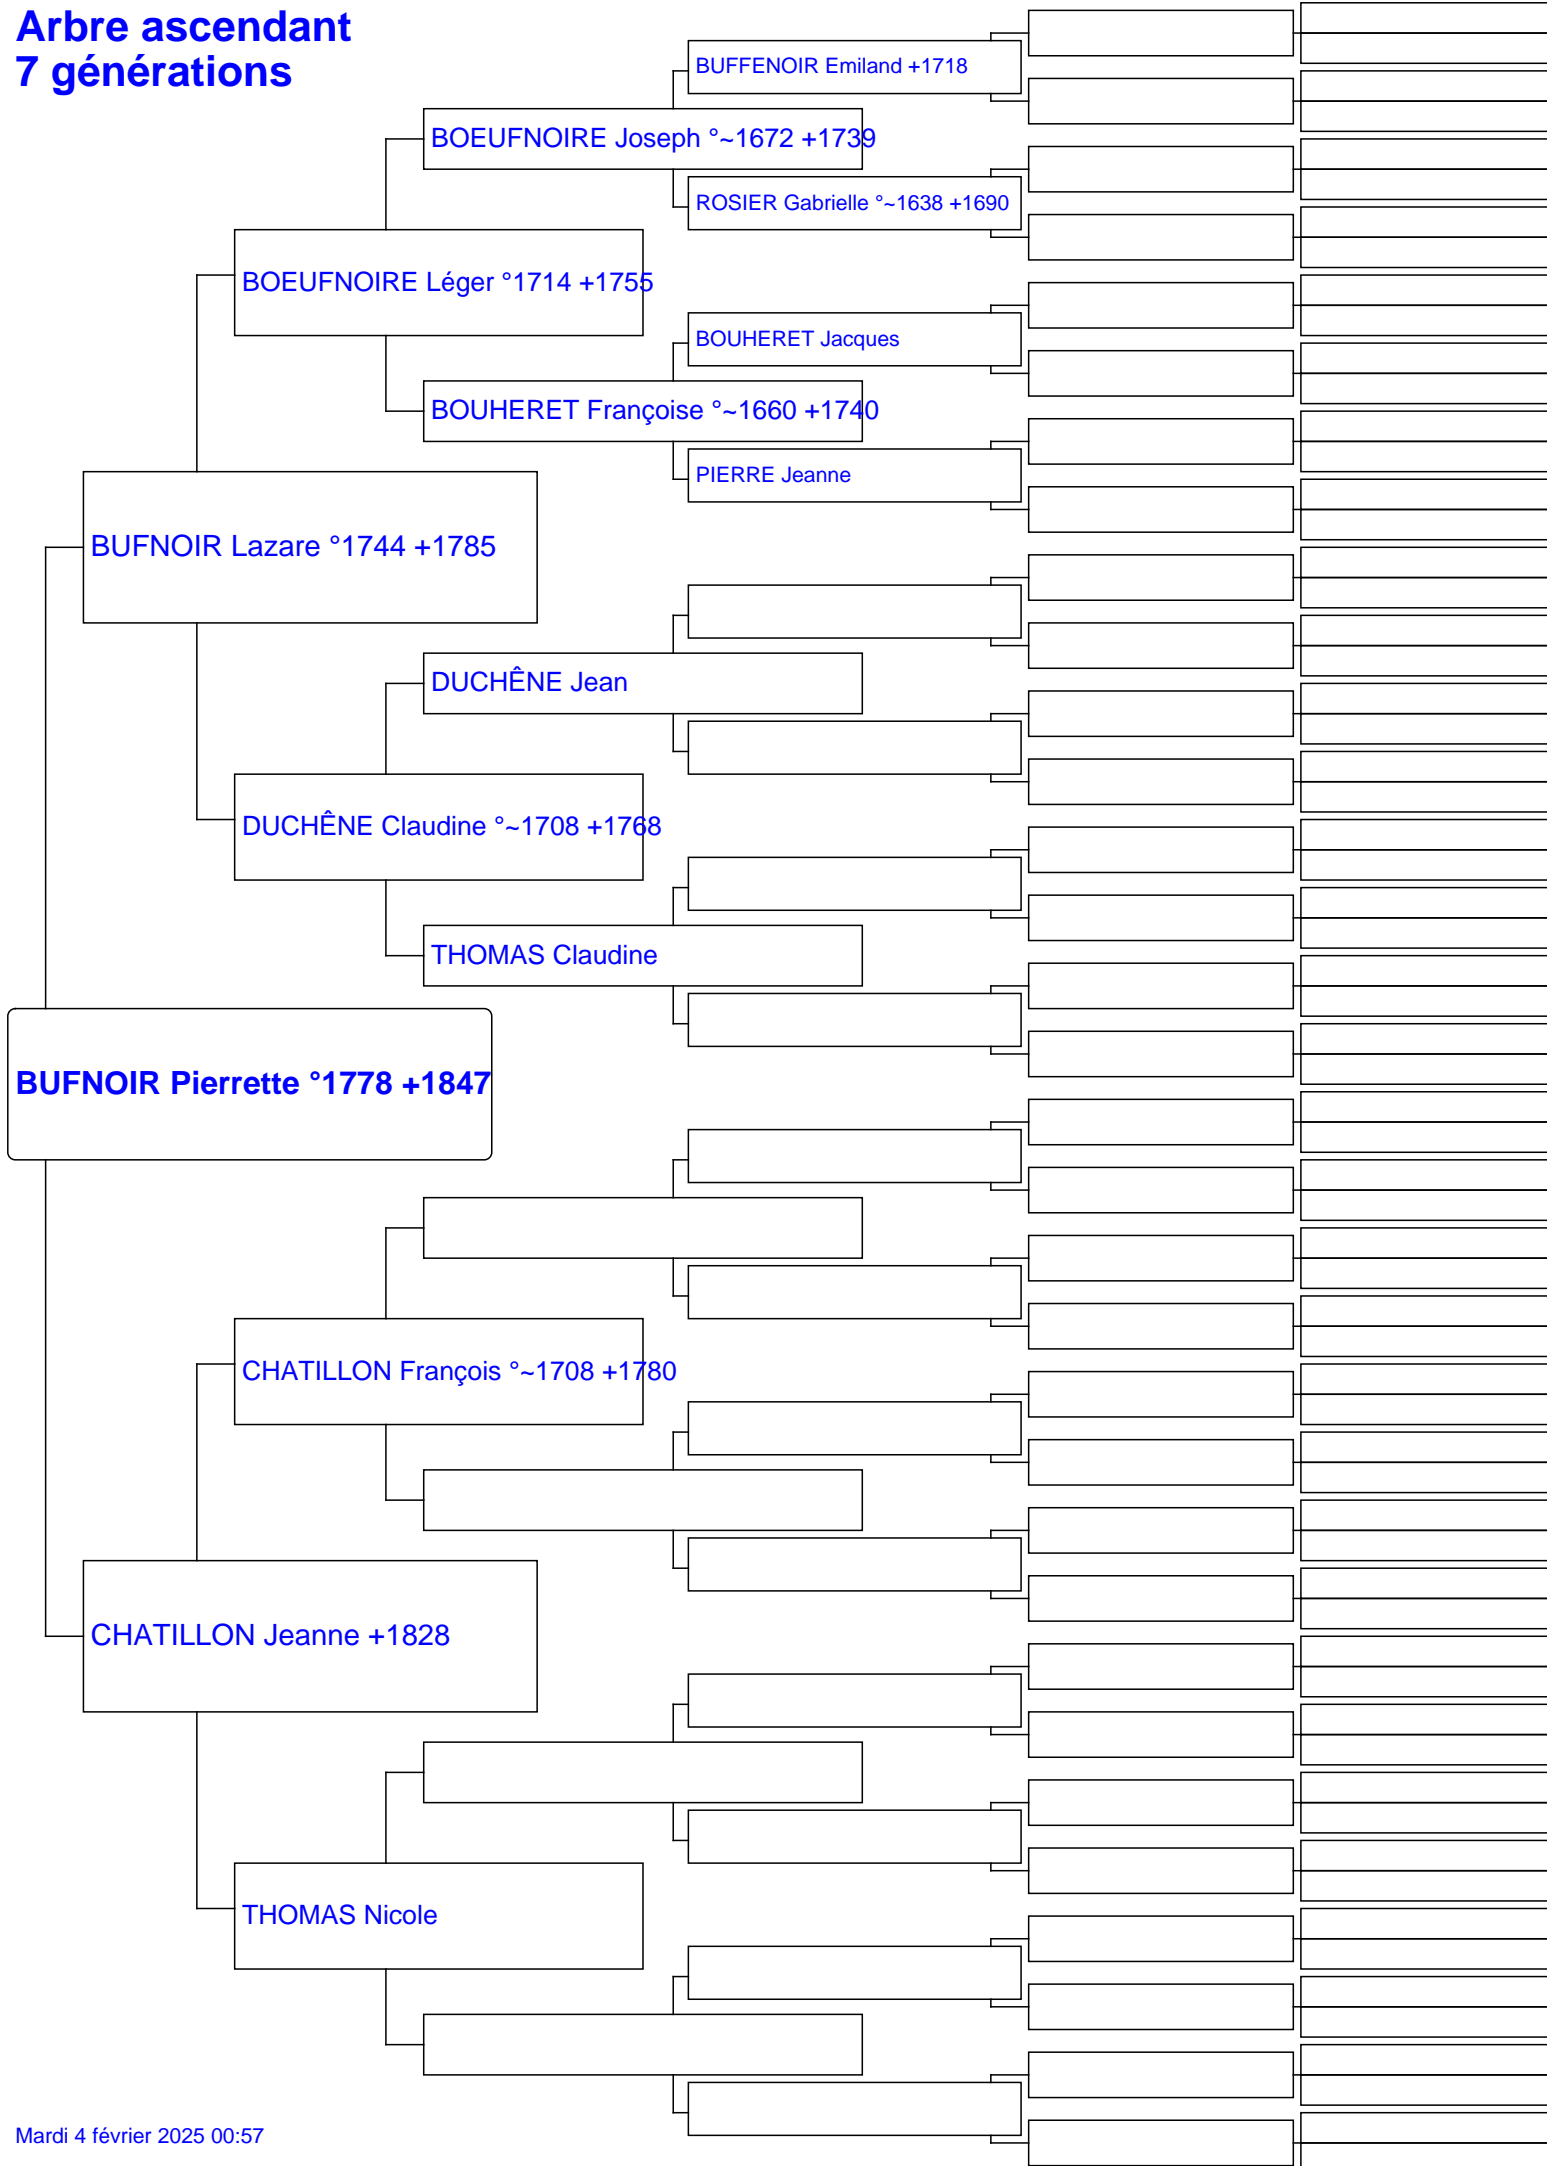 Arbre ascendant
7 générations
BUFFENOIR Emiland +1718
BOEUFNOIRE Joseph °~1672 +1739
ROSIER Gabrielle °~1638 +1690
BOEUFNOIRE Léger °1714 +1755
BOUHERET Jacques
BOUHERET Françoise °~1660 +1740
PIERRE Jeanne
BUFNOIR Lazare °1744 +1785
DUCHÊNE Jean
DUCHÊNE Claudine °~1708 +1768
THOMAS Claudine
BUFNOIR Pierrette °1778 +1847
CHATILLON François °~1708 +1780
CHATILLON Jeanne +1828
THOMAS Nicole
Mardi 4 février 2025 00:57